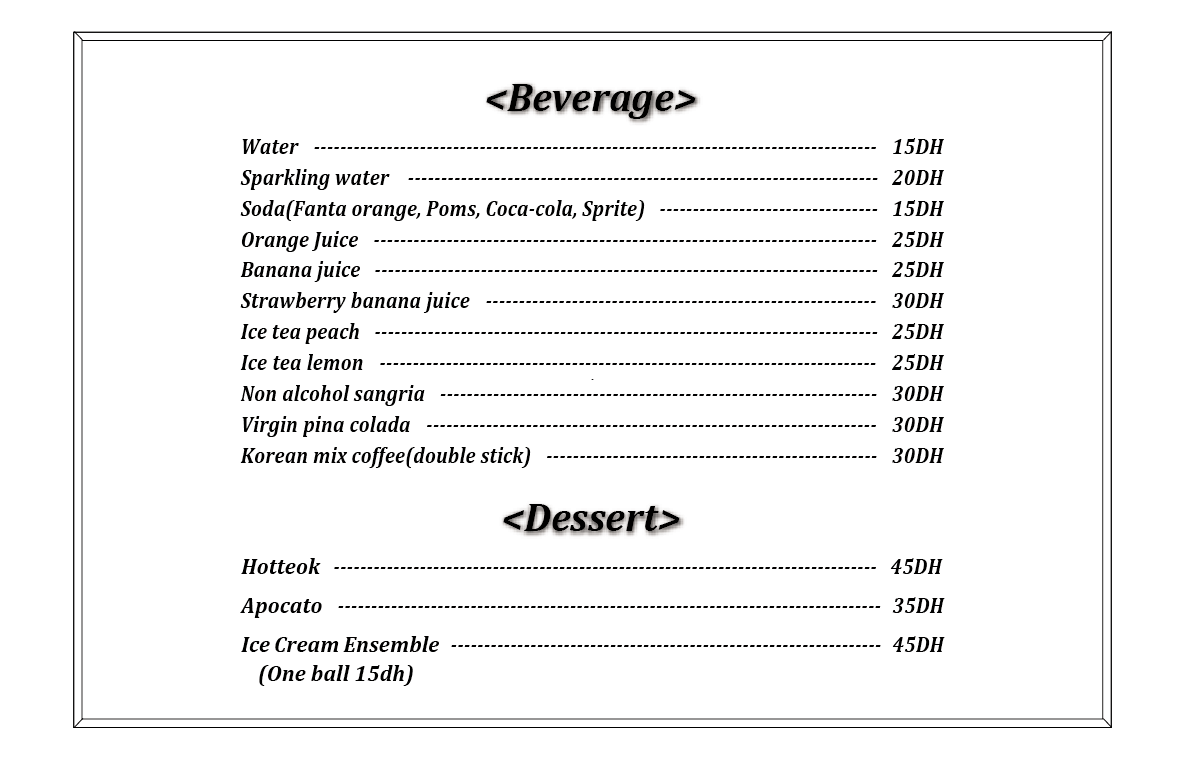 <Beverage>
Water ------------------------------------------------------------------------------------- 15DH
Sparkling water ----------------------------------------------------------------------- 20DH
Soda(Fanta orange, Poms, Coca-cola, Sprite) --------------------------------- 15DH
Orange Juice ---------------------------------------------------------------------------- 25DH
Banana juice ---------------------------------------------------------------------------- 25DH
Strawberry banana juice ----------------------------------------------------------- 30DH
Ice tea peach ---------------------------------------------------------------------------- 25DH
Ice tea lemon --------------------------------------------------------------------------- 25DH
Non alcohol sangria ------------------------------------------------------------------ 30DH
Virgin pina colada -------------------------------------------------------------------- 30DH
Korean mix coffee(double stick) -------------------------------------------------- 30DH
<Dessert>
Hotteok ---------------------------------------------------------------------------------- 45DH
Apocato ---------------------------------------------------------------------------------- 35DH
Ice Cream Ensemble ----------------------------------------------------------------- 45DH
(One ball 15dh)